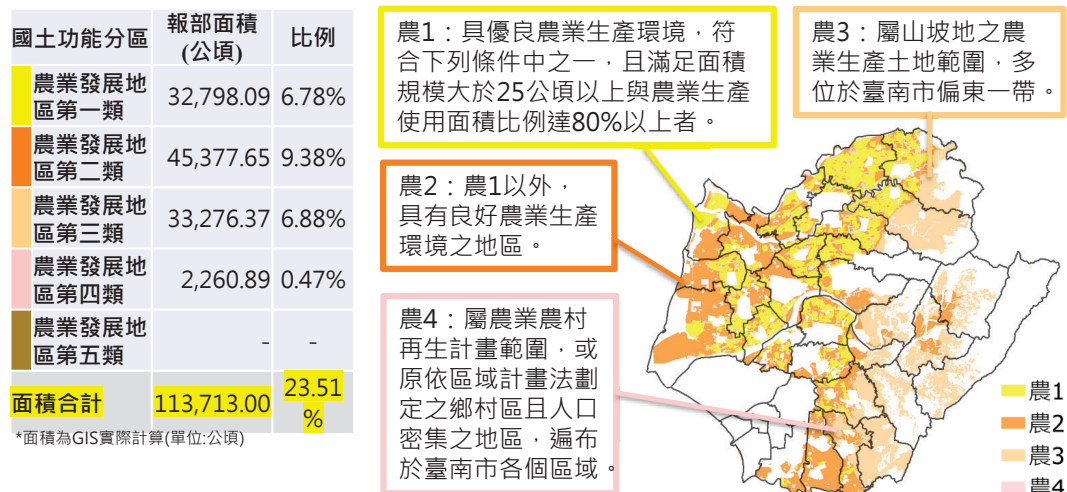 國土功能分區
報部面積
(公頃)
比例
農業發展地
區第一類
32,798.09
6.78%
農業發展地
區第二類
45,377.65
9.38%
農業發展地
區第三類
33,276.37
6.88%
農業發展地
區第四類
2,260.89
0.47%
農業發展地
區第五類
-
-
面積合計
113,713.00
23.51
%
*面積為GIS實際計算(單位:公頃)
農1：具優良農業生產環境，符
合下列條件中之一，且滿足面積
規模大於25公頃以上與農業生產
使用面積比例達80%以上者。
農3：屬山坡地之農
業生產土地範圍，多
位於臺南市偏東一帶。
農2：農1以外，
具有良好農業生產
環境之地區。
農4：屬農業農村
再生計畫範圍，或
原依區域計畫法劃
定之鄉村區且人口
密集之地區，遍布
於臺南市各個區域。
農1
農2
農3
農4